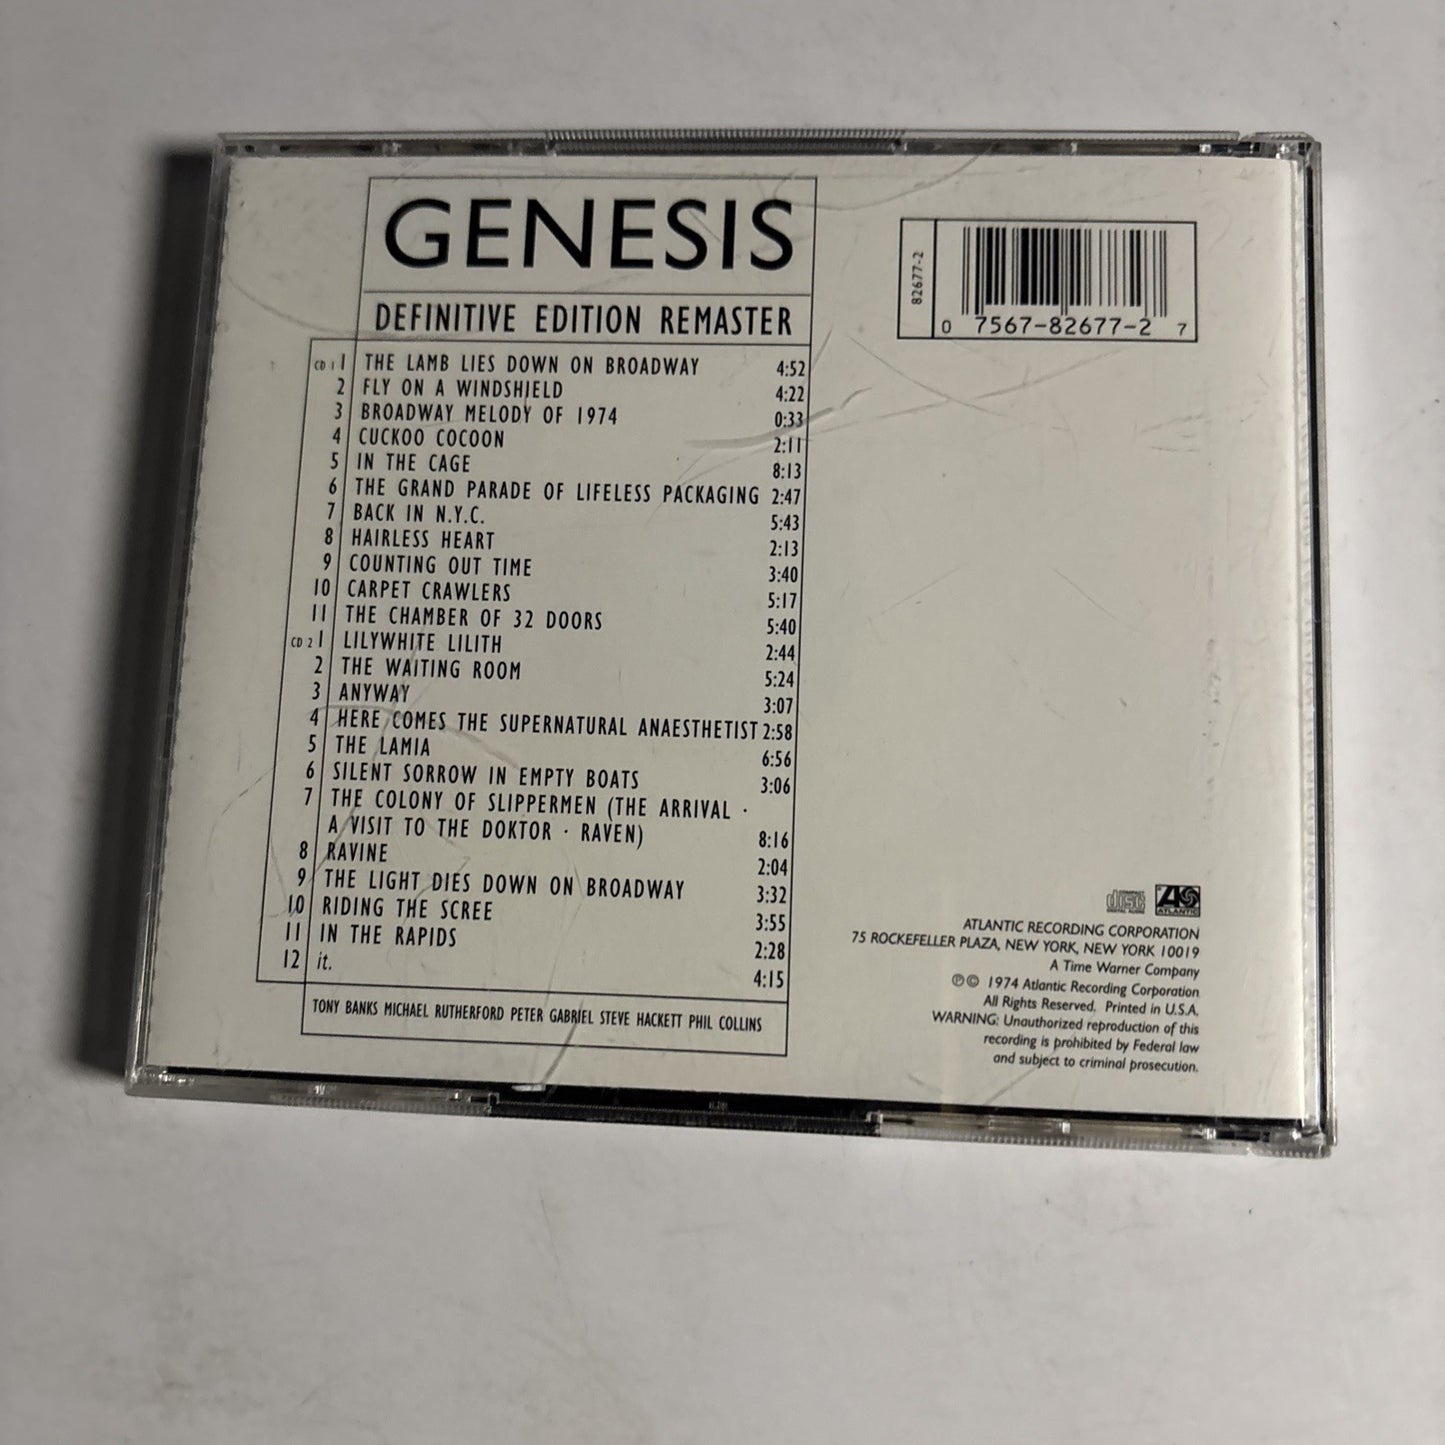 GENESIS
DEFINITIVE EDITION REMASTER
CD 1 1 THE LAMB LIES DOWN ON BROADWAY 4:52
2 FLY ON A WINDSHIELD 4:22
3 BROADWAY MELODY OF 1974 0:33
4 CUCKOO COCOON 2:11
5 IN THE CAGE 8:13
6 THE GRAND PARADE OF LIFELESS PACKAGING 2:47
7 BACK IN N.Y.C. 5:43
8 HAIRLESS HEART 2:13
9 COUNTING OUT TIME 3:40
10 CARPET CRAWLERS 5:17
11 THE CHAMBER OF 32 DOORS 5:40
CD 2 1 LILYWHITE LILITH 2:44
2 THE WAITING ROOM 5:24
3 ANYWAY 3:07
4 HERE COMES THE SUPERNATURAL ANAESTHETIST 2:58
5 THE LAMIA 6:56
6 SILENT SORROW IN EMPTY BOATS 3:06
7 THE COLONY OF SLIPPERMEN (THE ARRIVAL ·
A VISIT TO THE DOKTOR · RAVEN) 8:16
8 RAVINE 2:04
9 THE LIGHT DIES DOWN ON BROADWAY 3:32
10 RIDING THE SCREE 3:55
11 IN THE RAPIDS 2:28
12 it. 4:15
TONY BANKS MICHAEL RUTHERFORD PETER GABRIEL STEVE HACKETT PHIL COLLINS
82677-2
0 7567-82677-2 7
COMPACT
disc
DIGITAL AUDIO
ATLANTIC
ATLANTIC RECORDING CORPORATION
75 ROCKEFELLER PLAZA, NEW YORK, NEW YORK 10019
A Time Warner Company
℗© 1974 Atlantic Recording Corporation
All Rights Reserved. Printed in U.S.A.
WARNING: Unauthorized reproduction of this
recording is prohibited by Federal law
and subject to criminal prosecution.